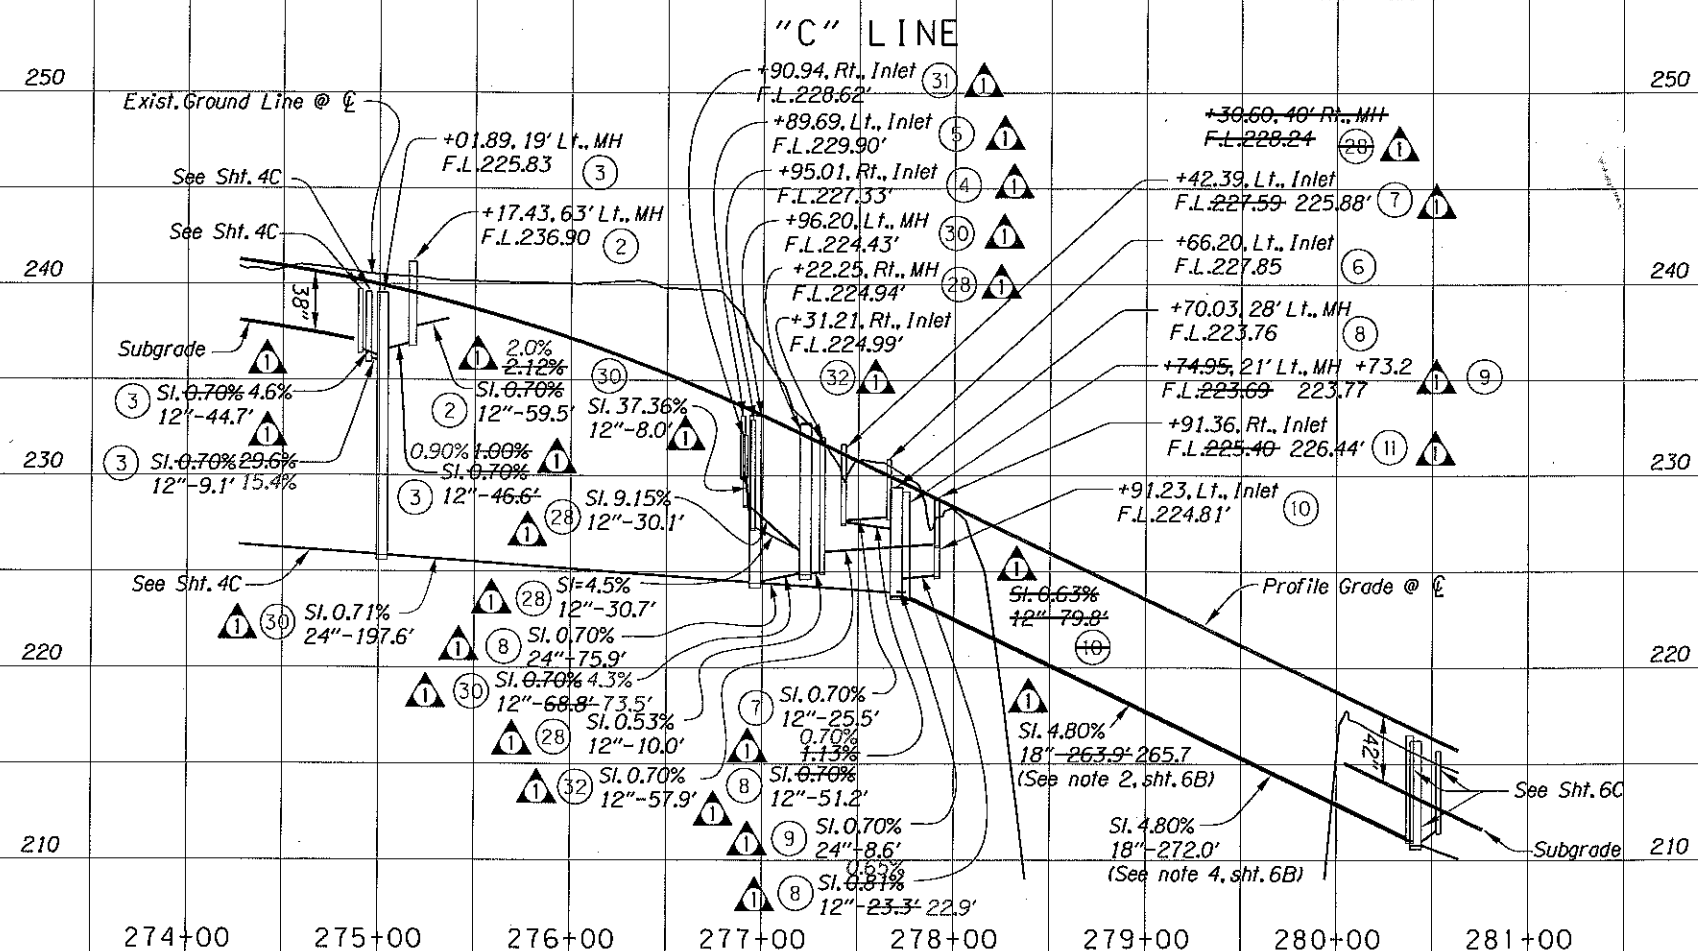 "C" LINE
250
250
Exist. Ground Line @ ℄
+90.94, Rt., Inlet
F.L.228.62'
31
1
+89.69, Lt., Inlet
F.L.229.90'
5
1
+95.01, Rt., Inlet
F.L.227.33'
4
1
+96.20, Lt., MH
F.L.224.43'
30
1
+22.25, Rt., MH
F.L.224.94'
28
1
+31.21, Rt., Inlet
F.L.224.99'
32
1
+30.60, 40' Rt., MH
F.L.228.24
28
1
+42.39, Lt., Inlet
F.L.227.59 225.88'
7
1
+66.20, Lt., Inlet
F.L.227.85
6
+70.03, 28' Lt., MH
F.L.223.76
8
+74.95, 21' Lt., MH +73.2
F.L.223.69 223.77
1
9
+91.36, Rt., Inlet
F.L.225.40 226.44'
11
1
+91.23, Lt., Inlet
F.L.224.81'
10
+01.89, 19' Lt., MH
F.L.225.83
3
See Sht. 4C
+17.43, 63' Lt., MH
F.L.236.90
2
See Sht. 4C
240
240
38"
Subgrade
1
3
Sl. 0.70% 4.6%
12"-44.7'
1
3
Sl. 0.70% 29.6%
12"-9.1' 15.4%
1
2.0%
2.12%
Sl. 0.70%
12"-59.5'
2
30
Sl. 37.36%
12"-8.0'
1
0.90% 1.00%
Sl. 0.70%
12"-46.6'
3
1
230
230
28
Sl. 9.15%
12"-30.1'
1
See Sht. 4C
1
30
Sl. 0.71%
24"-197.6'
1
28
Sl=4.5%
12"-30.7'
1
8
Sl. 0.70%
24"-75.9'
1
30
Sl. 0.70% 4.3%
12"-68.8' 73.5'
1
28
Sl. 0.53%
12"-10.0'
1
32
Sl. 0.70%
12"-57.9'
7
Sl. 0.70%
12"-25.5'
1
0.70%
1.13%
8
Sl. 0.70%
12"-51.2'
1
1
9
Sl. 0.70%
24"-8.6'
1
8
0.65%
Sl. 0.81%
12"-23.3' 22.9'
1
Sl. 0.63%
12"-79.8'
10
Profile Grade @ ℄
220
220
1
Sl. 4.80%
18"-263.9' 265.7
(See note 2, sht. 6B)
Sl. 4.80%
18"-272.0'
(See note 4, sht. 6B)
42"
See Sht. 6C
Subgrade
210
210
274+00 275+00 276+00 277+00 278+00 279+00 280+00 281+00